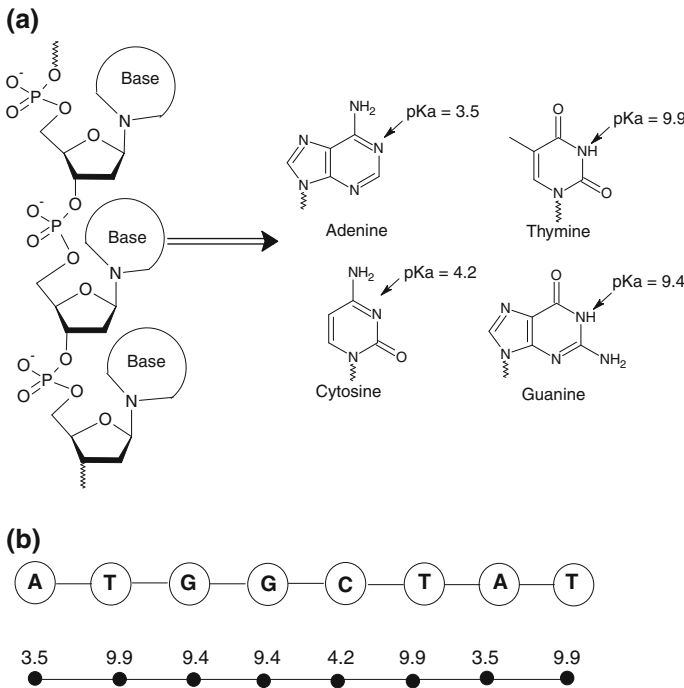 (a)
O-
O
P
O
O
Base
N
O
O-
O
P
O
O
Base
N
O
O-
O
P
O
O
Base
N
O
NH2
pKa = 3.5
N
N
N
N
Adenine
O
pKa = 9.9
NH
N
O
Thymine
NH2
pKa = 4.2
N
N
O
Cytosine
O
pKa = 9.4
N
NH
N
N
NH2
Guanine
(b)
A T G G C T A T
3.5 9.9 9.4 9.4 4.2 9.9 3.5 9.9